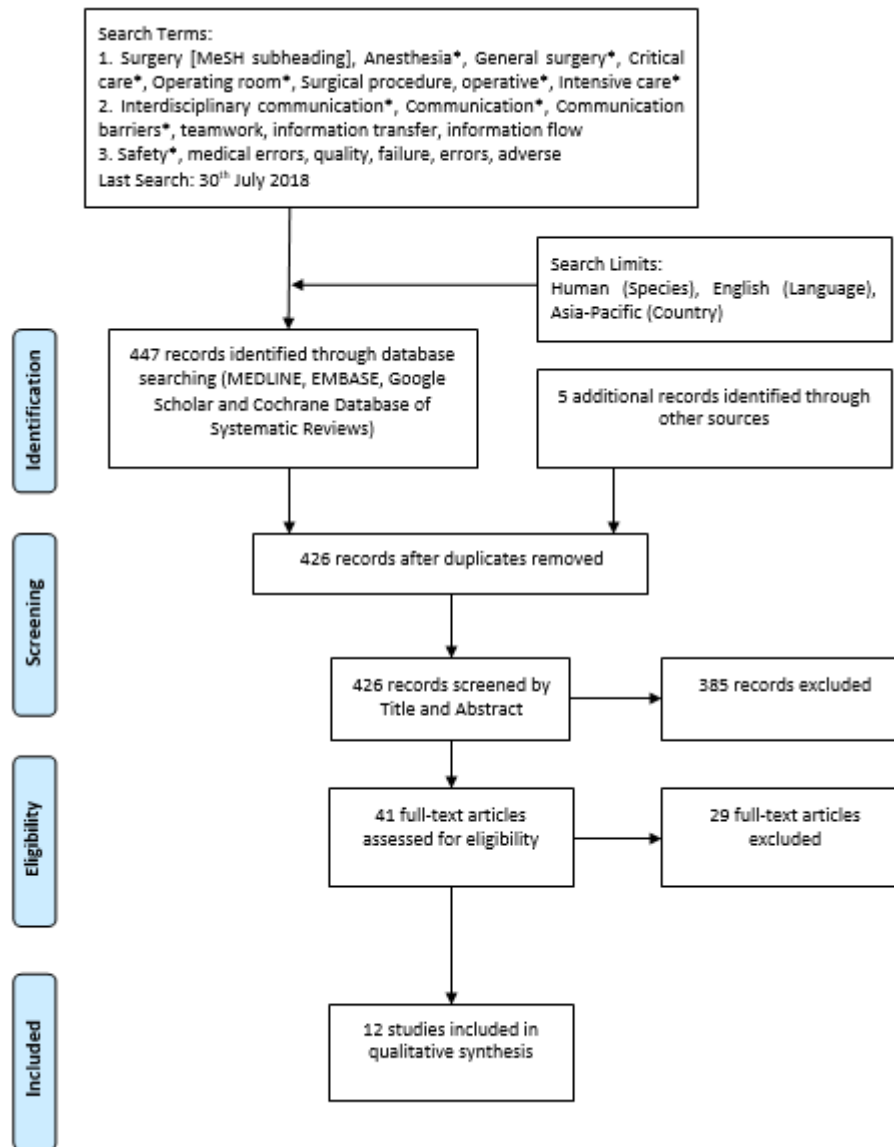 Search Terms:
1. Surgery [MeSH subheading], Anesthesia*, General surgery*, Critical
care*, Operating room*, Surgical procedure, operative*, Intensive care*
2. Interdisciplinary communication*, Communication*, Communication
barriers*, teamwork, information transfer, information flow
3. Safety*, medical errors, quality, failure, errors, adverse
Last Search: 30th July 2018
Search Limits:
Human (Species), English (Language),
Asia-Pacific (Country)
Identification
447 records identified through database
searching (MEDLINE, EMBASE, Google
Scholar and Cochrane Database of
Systematic Reviews)
5 additional records identified through
other sources
Screening
426 records after duplicates removed
426 records screened by
Title and Abstract
385 records excluded
Eligibility
41 full-text articles
assessed for eligibility
29 full-text articles
excluded
Included
12 studies included in
qualitative synthesis